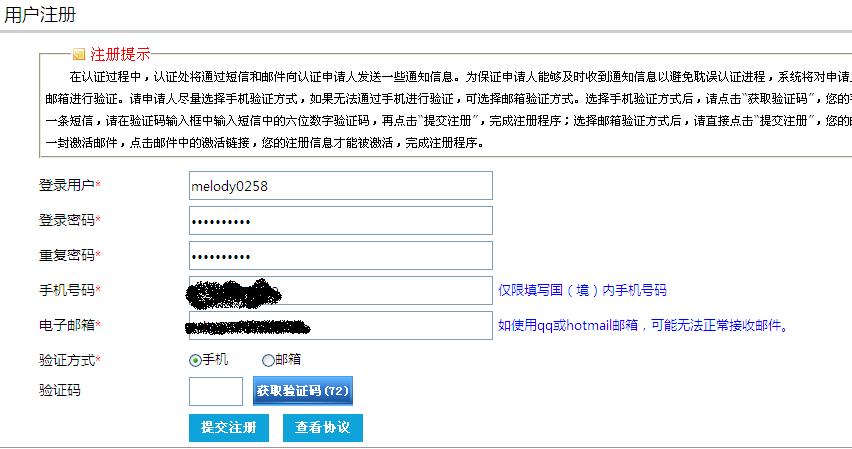 用户注册
注册提示
在认证过程中，认证处将通过短信和邮件向认证申请人发送一些通知信息。为保证申请人能够及时收到通知信息以避免耽误认证进程，系统将对申请
邮箱进行验证。请申请人尽量选择手机验证方式，如果无法通过手机进行验证，可选择邮箱验证方式。选择手机验证方式后，请点击“获取验证码”，您的手
一条短信，请在验证码输入框中输入短信中的六位数字验证码，再点击“提交注册”，完成注册程序；选择邮箱验证方式后，请直接点击“提交注册”，您的
一封激活邮件，点击邮件中的激活链接，您的注册信息才能被激活，完成注册程序。
登录用户* melody0258
登录密码* ••••••••••
重复密码* ••••••••••
手机号码* 仅限填写国（境）内手机号码
电子邮箱* 如使用qq或hotmail邮箱，可能无法正常接收邮件。
验证方式* 手机 邮箱
验证码 获取验证码(72)
提交注册 查看协议